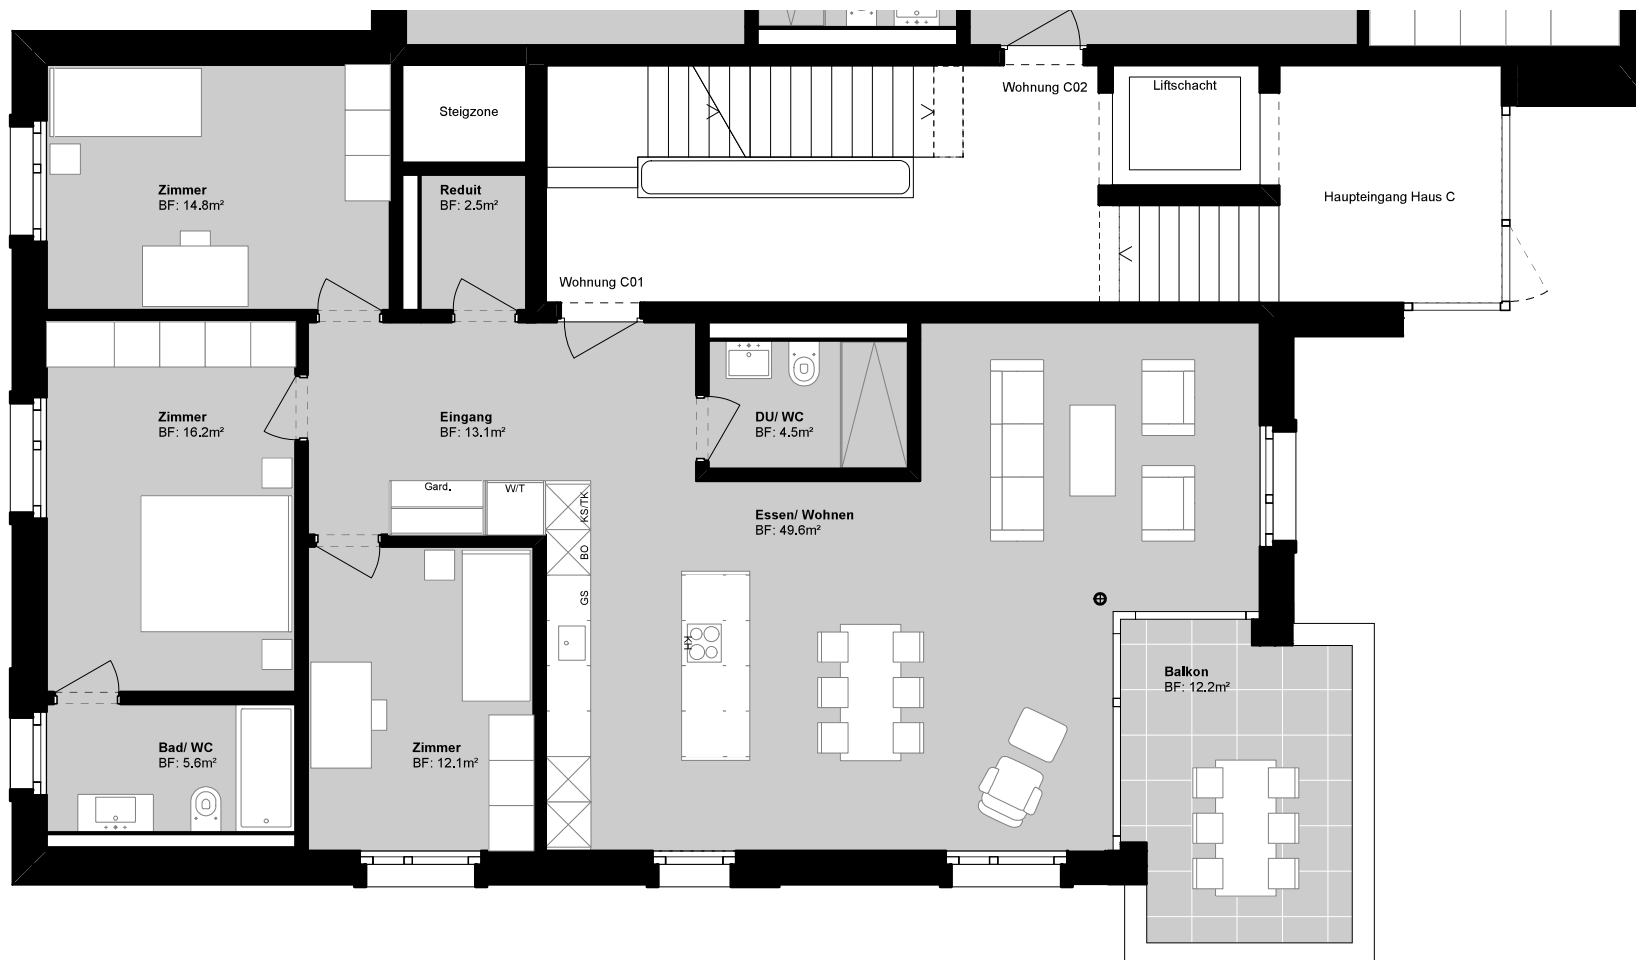 Wohnung C02
Liftschacht
Steigzone
Zimmer
BF: 14.8m²
Reduit
BF: 2.5m²
Haupteingang Haus C
Wohnung C01
Zimmer
BF: 16.2m²
Eingang
BF: 13.1m²
DU/ WC
BF: 4.5m²
Gard.
W/T
KS/TK
Essen/ Wohnen
BF: 49.6m²
BO
GS
KH
Balkon
BF: 12.2m²
Bad/ WC
BF: 5.6m²
Zimmer
BF: 12.1m²